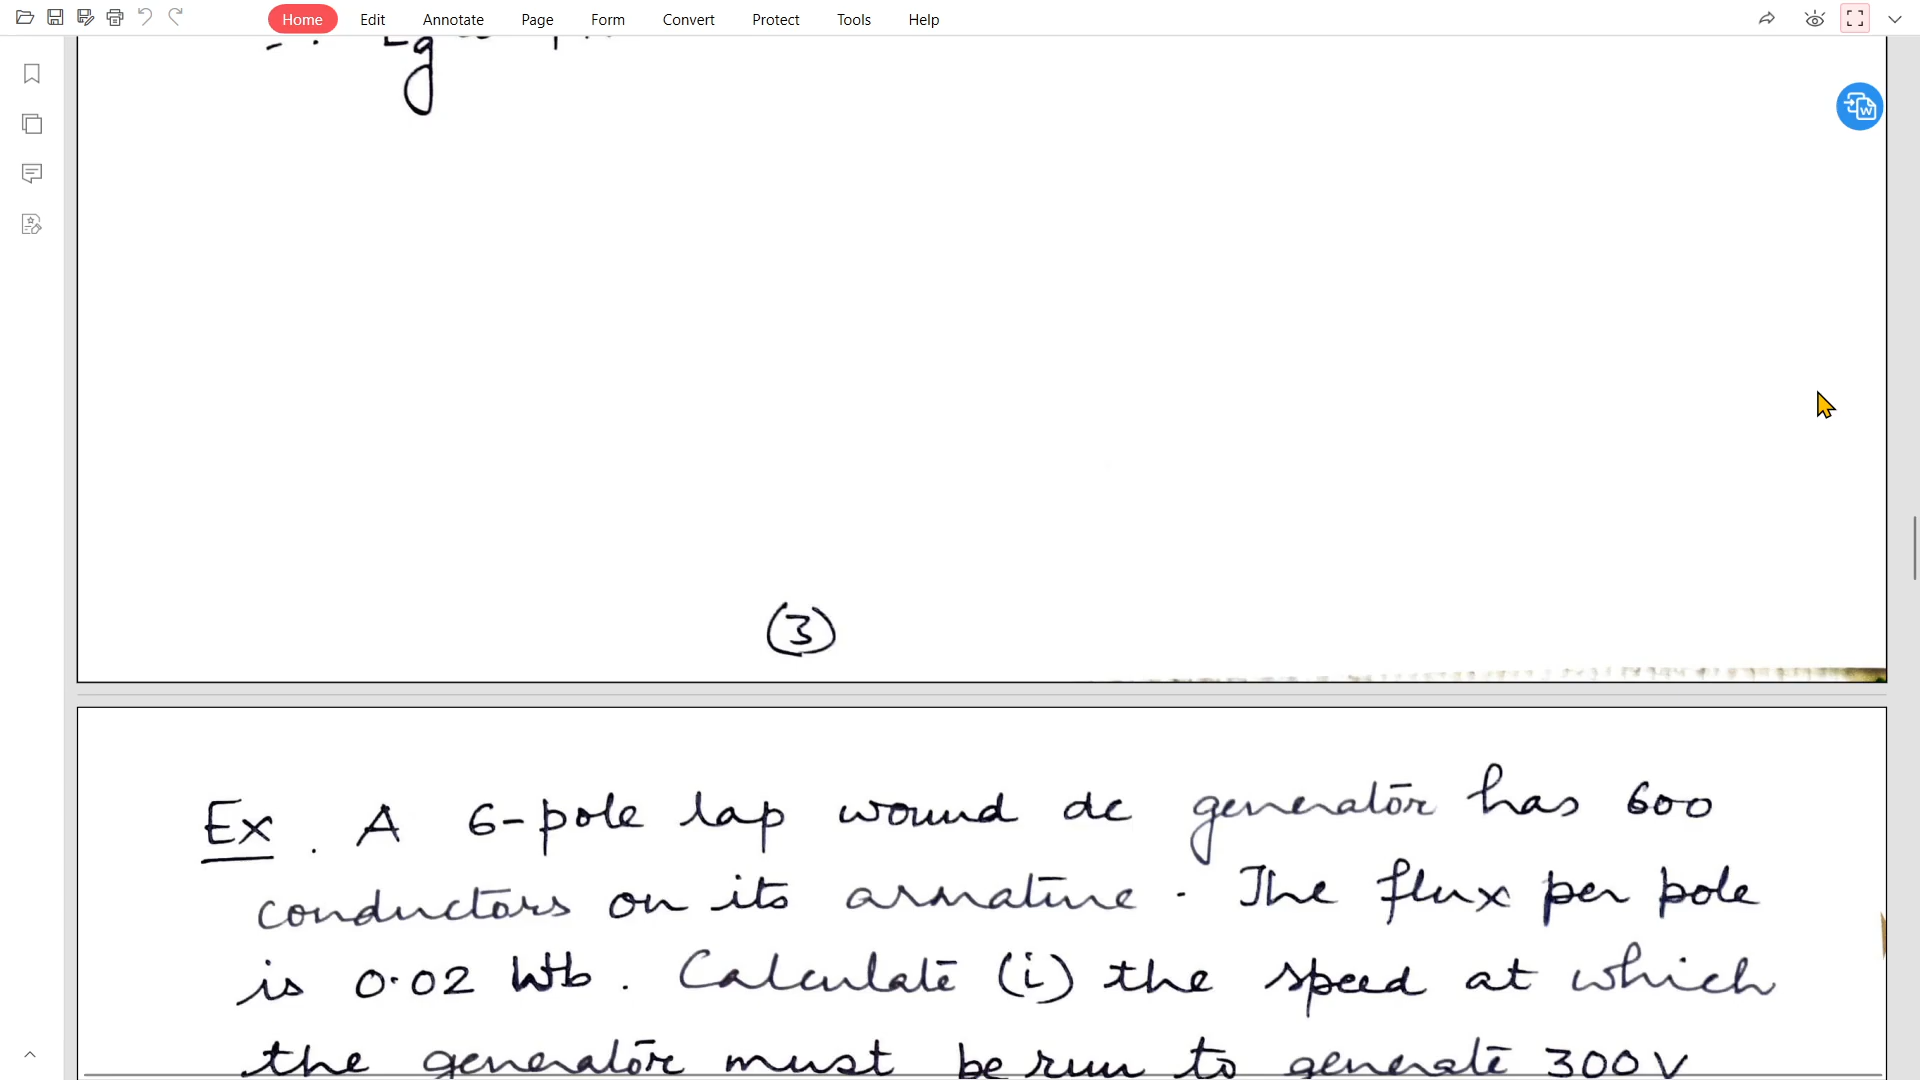 Home Edit Annotate Page Form Convert Protect Tools Help
(3)
Ex. A 6-pole lap wound dc generator has 600
conductors on its armature. The flux per pole
is 0.02 Wb. Calculate (i) the speed at which
the generator must be run to generate 300V